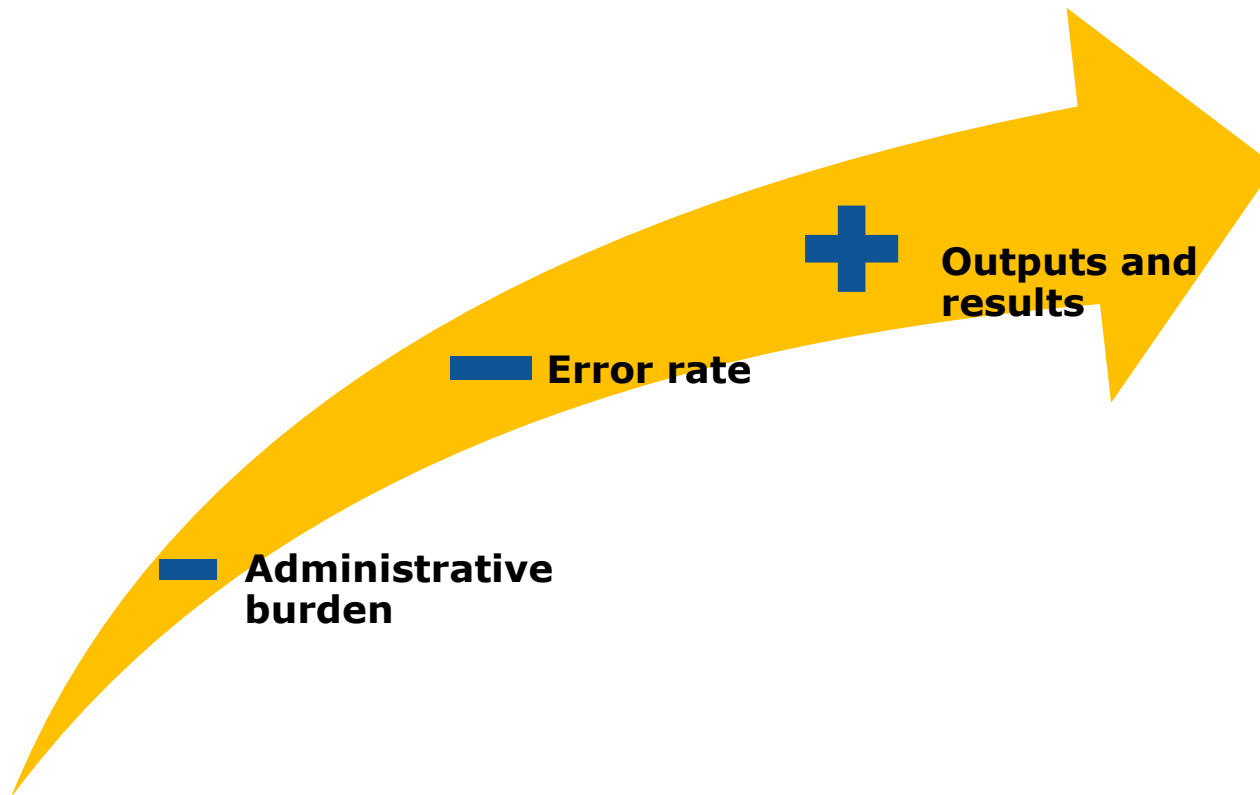 Outputs and
results
Error rate
Administrative
burden